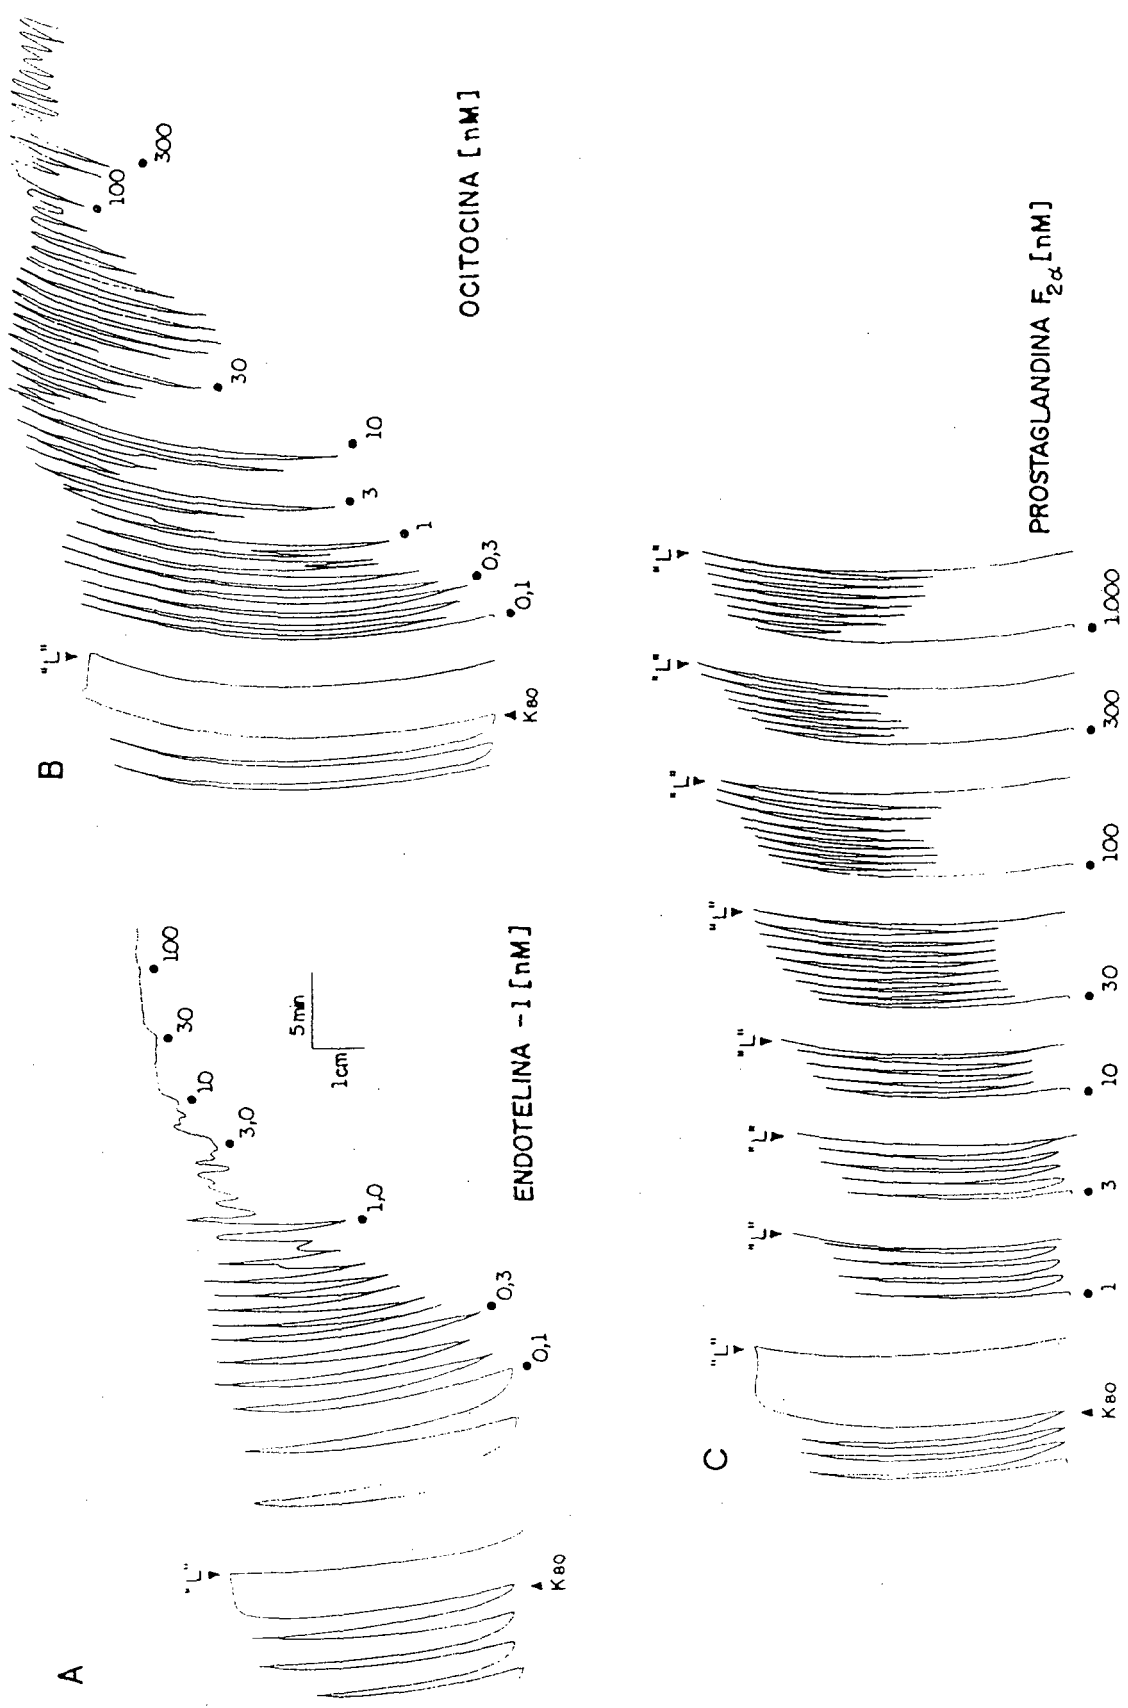 A
"L"
K80
0,1
0,3
1,0
3,0
10
30
100
5min
1cm
ENDOTELINA -1 [nM]
B
"L"
K80
0,1
0,3
1
3
10
30
100
300
OCITOCINA [nM]
C
"L"
"L"
"L"
"L"
"L"
"L"
"L"
"L"
K80
1
3
10
30
100
300
1.000
PROSTAGLANDINA F2α [nM]